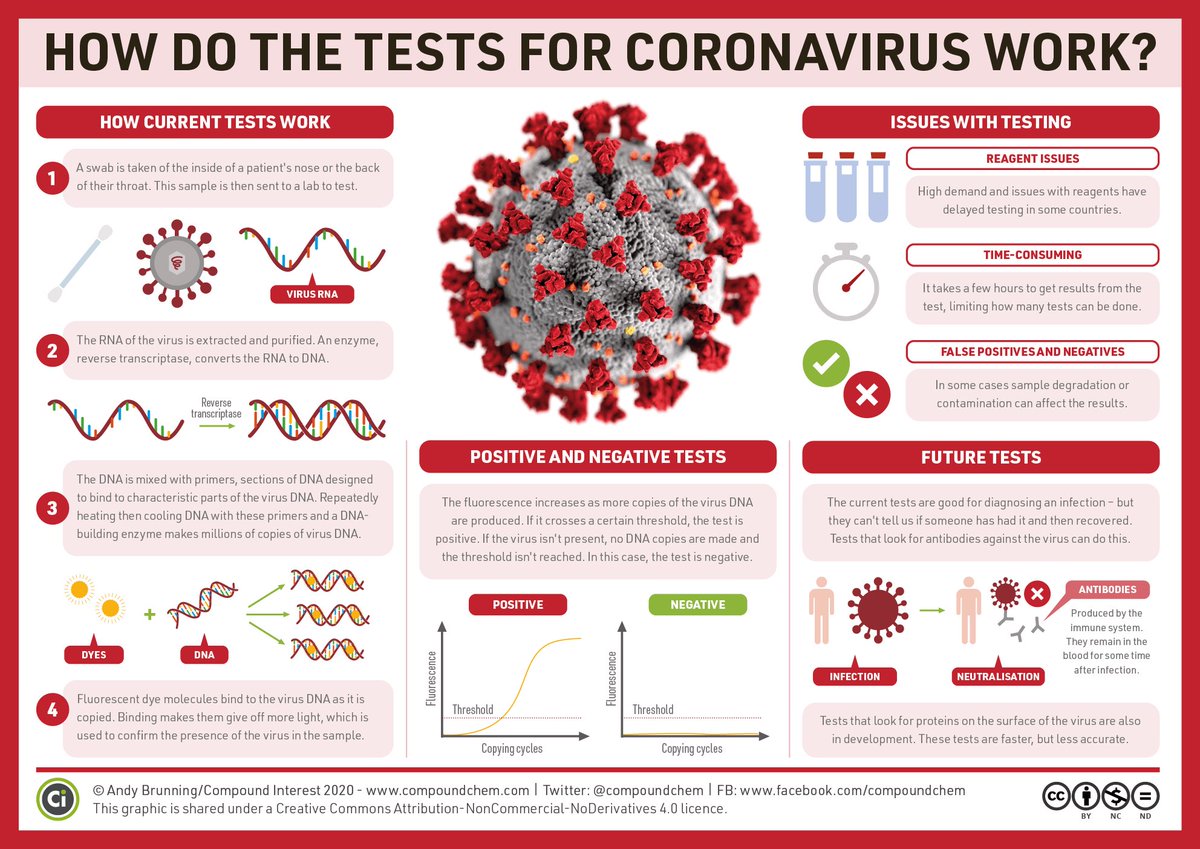 HOW DO THE TESTS FOR CORONAVIRUS WORK?
HOW CURRENT TESTS WORK
1
A swab is taken of the inside of a patient's nose or the back
of their throat. This sample is then sent to a lab to test.
VIRUS RNA
2
The RNA of the virus is extracted and purified. An enzyme,
reverse transcriptase, converts the RNA to DNA.
Reverse
transcriptase
3
The DNA is mixed with primers, sections of DNA designed
to bind to characteristic parts of the virus DNA. Repeatedly
heating then cooling DNA with these primers and a DNA-
building enzyme makes millions of copies of virus DNA.
+
DYES
DNA
4
Fluorescent dye molecules bind to the virus DNA as it is
copied. Binding makes them give off more light, which is
used to confirm the presence of the virus in the sample.
POSITIVE AND NEGATIVE TESTS
The fluorescence increases as more copies of the virus DNA
are produced. If it crosses a certain threshold, the test is
positive. If the virus isn't present, no DNA copies are made and
the threshold isn't reached. In this case, the test is negative.
POSITIVE
Fluorescence
Threshold
Copying cycles
NEGATIVE
Fluorescence
Threshold
Copying cycles
ISSUES WITH TESTING
REAGENT ISSUES
High demand and issues with reagents have
delayed testing in some countries.
TIME-CONSUMING
It takes a few hours to get results from the
test, limiting how many tests can be done.
FALSE POSITIVES AND NEGATIVES
In some cases sample degradation or
contamination can affect the results.
FUTURE TESTS
The current tests are good for diagnosing an infection – but
they can't tell us if someone has had it and then recovered.
Tests that look for antibodies against the virus can do this.
INFECTION
NEUTRALISATION
ANTIBODIES
Produced by the
immune system.
They remain in the
blood for some time
after infection.
Tests that look for proteins on the surface of the virus are also
in development. These tests are faster, but less accurate.
Ci
© Andy Brunning/Compound Interest 2020 - www.compoundchem.com | Twitter: @compoundchem | FB: www.facebook.com/compoundchem
This graphic is shared under a Creative Commons Attribution-NonCommercial-NoDerivatives 4.0 licence.
cc
BY NC ND